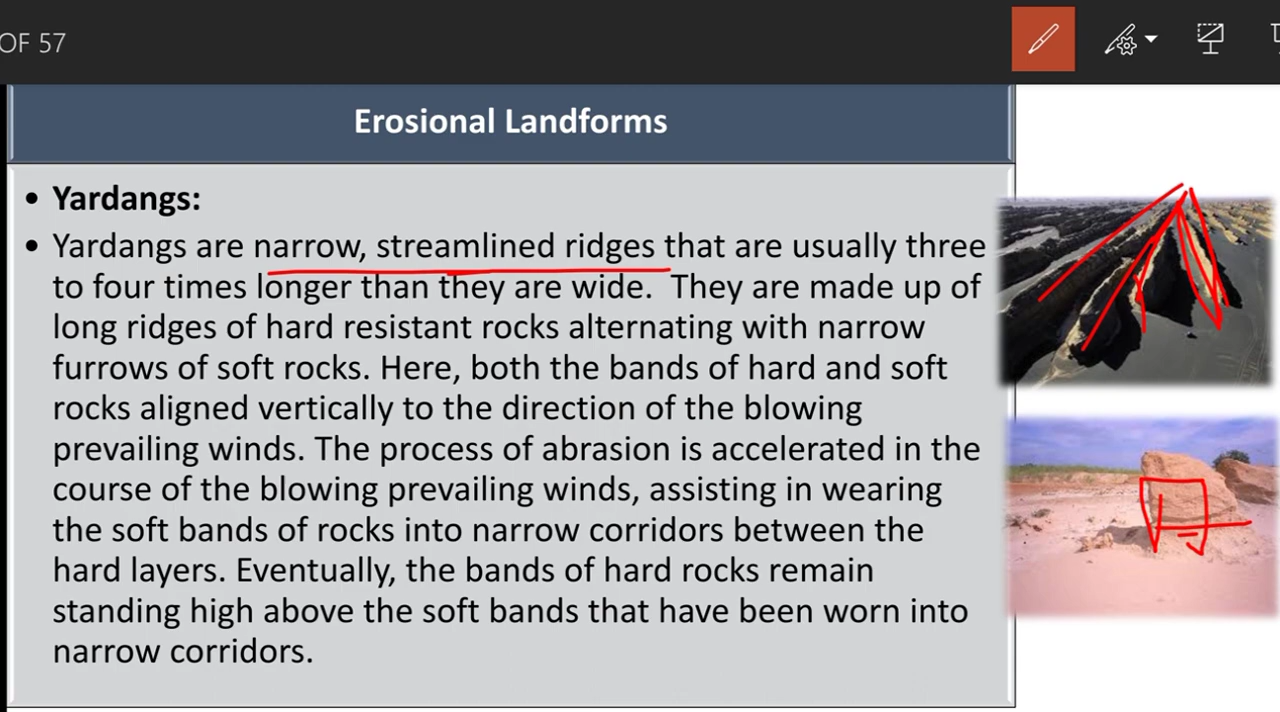 OF 57
Erosional Landforms
• Yardangs:
• Yardangs are narrow, streamlined ridges that are usually three
to four times longer than they are wide. They are made up of
long ridges of hard resistant rocks alternating with narrow
furrows of soft rocks. Here, both the bands of hard and soft
rocks aligned vertically to the direction of the blowing
prevailing winds. The process of abrasion is accelerated in the
course of the blowing prevailing winds, assisting in wearing
the soft bands of rocks into narrow corridors between the
hard layers. Eventually, the bands of hard rocks remain
standing high above the soft bands that have been worn into
narrow corridors.